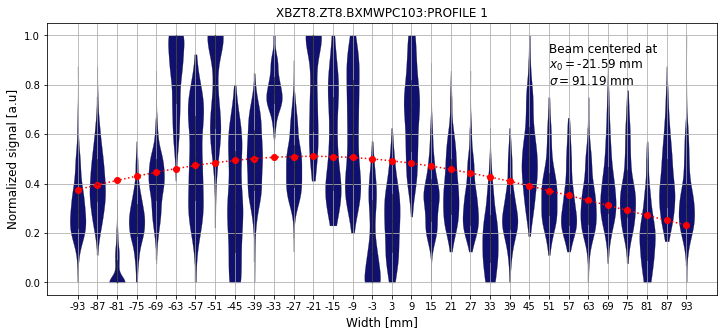 XBZT8.ZT8.BXMWPC103:PROFILE 1
Beam centered at
x₀ = -21.59 mm
σ = 91.19 mm
Normalized signal [a.u]
1.0
0.8
0.6
0.4
0.2
0.0
-93 -87 -81 -75 -69 -63 -57 -51 -45 -39 -33 -27 -21 -15 -9 -3 3 9 15 21 27 33 39 45 51 57 63 69 75 81 87 93
Width [mm]